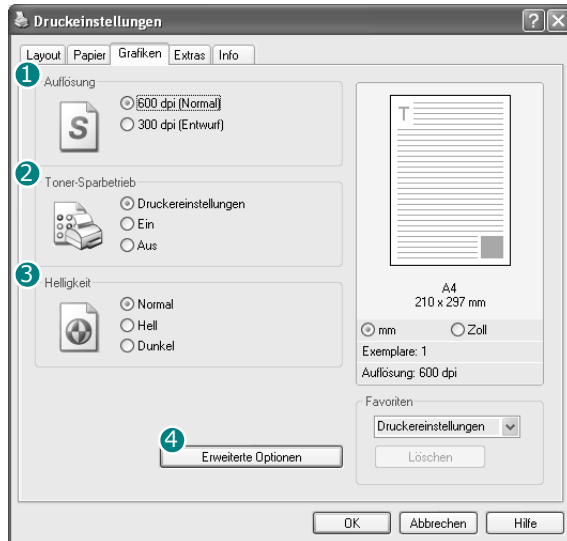 Druckeinstellungen
Layout Papier Grafiken Extras Info
1
Auflösung
S
600 dpi (Normal)
300 dpi (Entwurf)
2
Toner-Sparbetrieb
Druckereinstellungen
Ein
Aus
3
Helligkeit
Normal
Hell
Dunkel
4
Erweiterte Optionen
T
A4
210 x 297 mm
mm Zoll
Exemplare: 1
Auflösung: 600 dpi
Favoriten
Druckereinstellungen
Löschen
OK Abbrechen Hilfe